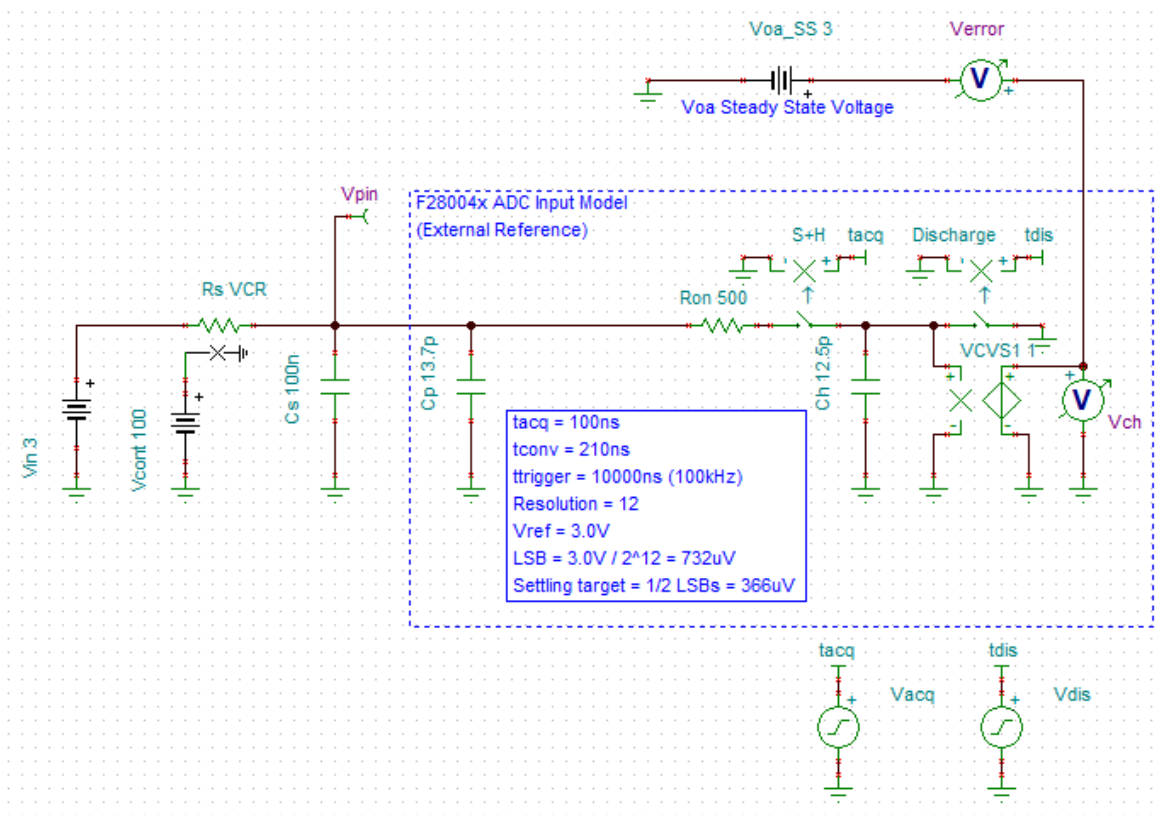 Voa_SS 3
Verror
V
Voa Steady State Voltage
Vpin
F28004x ADC Input Model
(External Reference)
S+H
tacq
Discharge
tdis
Rs VCR
Ron 500
Cs 100n
Cp 13.7p
Ch 12.5p
VCVS1 1
V
Vch
Vin 3
Vcont 100
tacq = 100ns
tconv = 210ns
ttrigger = 10000ns (100kHz)
Resolution = 12
Vref = 3.0V
LSB = 3.0V / 2^12 = 732uV
Settling target = 1/2 LSBs = 366uV
tacq
Vacq
tdis
Vdis